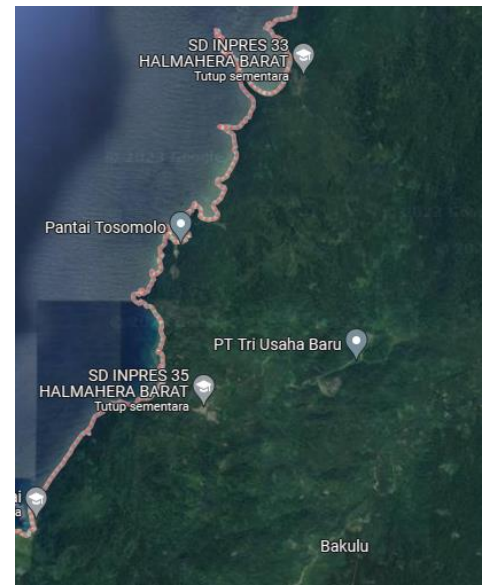 SD INPRES 33
HALMAHERA BARAT
Tutup sementara
Pantai Tosomolo
PT Tri Usaha Baru
SD INPRES 35
HALMAHERA BARAT
Tutup sementara
Bakulu